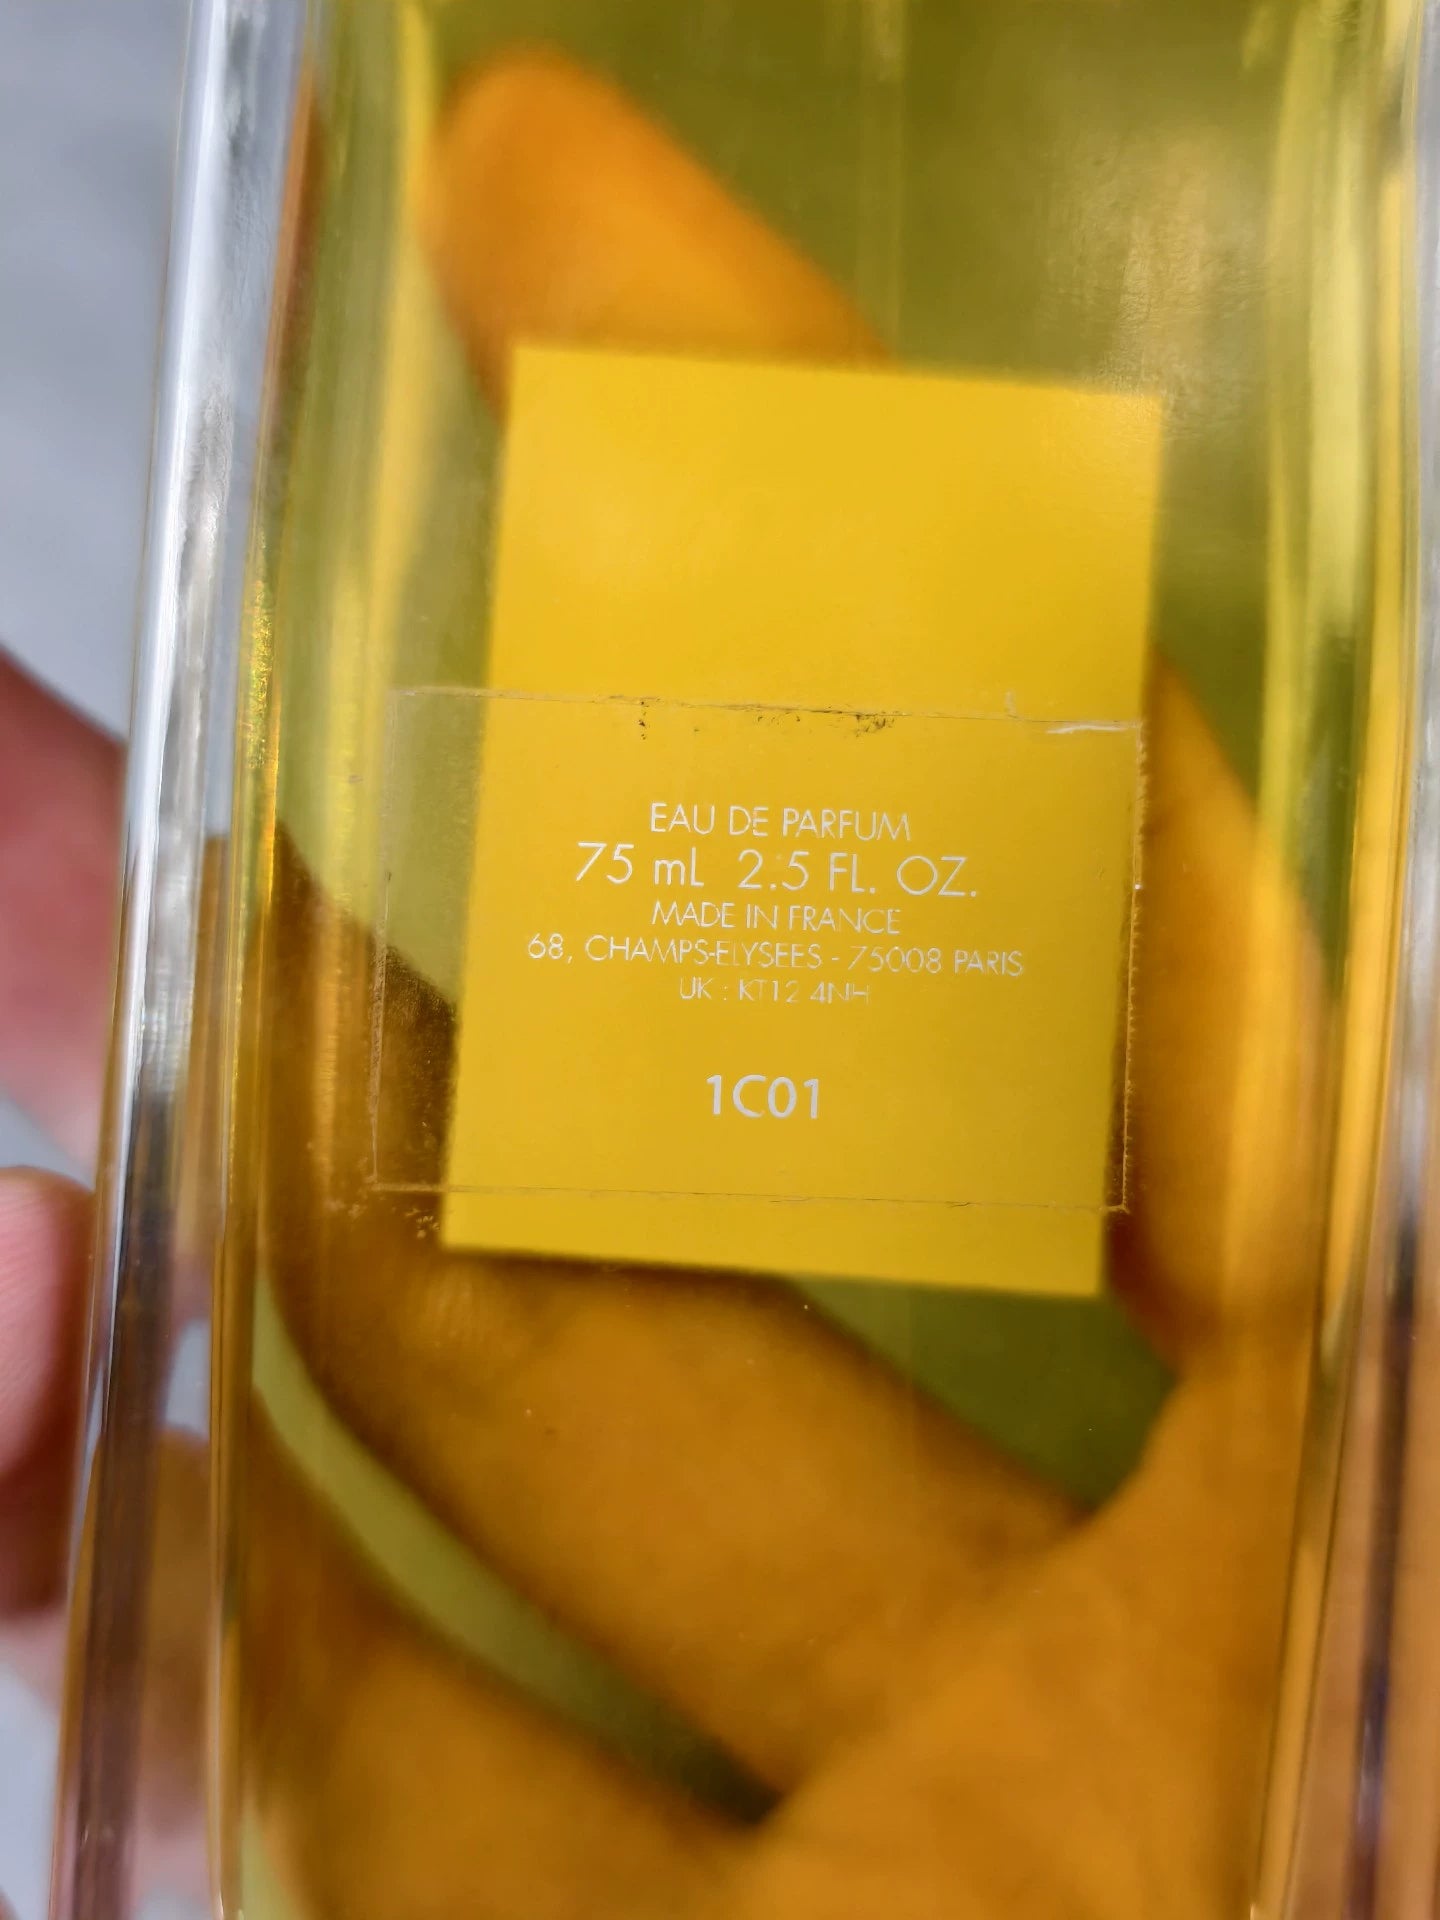 EAU DE PARFUM
75 mL 2.5 FL. OZ.
MADE IN FRANCE
68, CHAMPS-ELYSEES - 75008 PARIS
UK : KT12 4NH
1C01